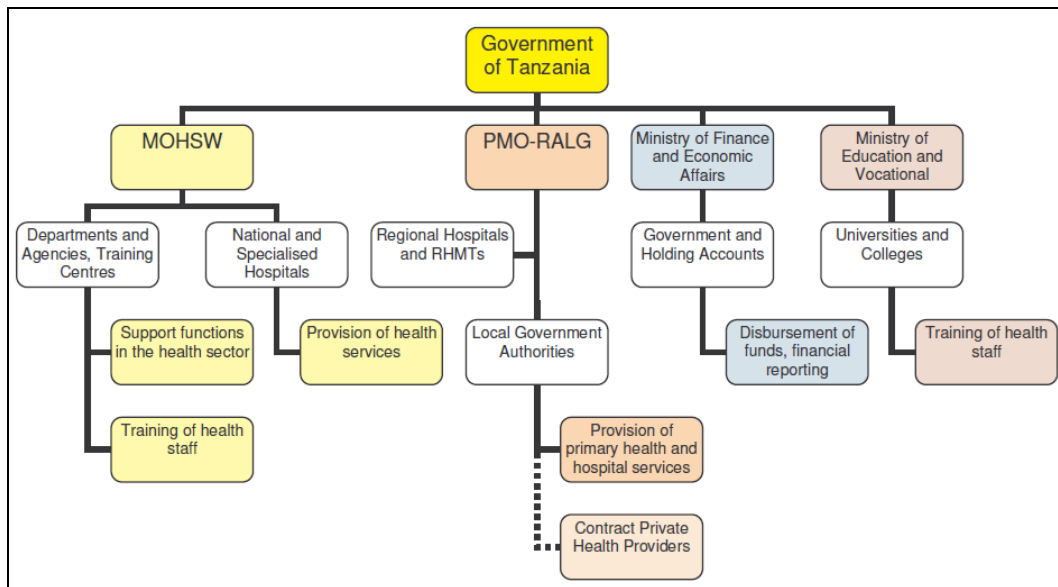 Government
of Tanzania
MOHSW
PMO-RALG
Ministry of Finance
and Economic
Affairs
Ministry of
Education and
Vocational
Departments and
Agencies, Training
Centres
National and
Specialised
Hospitals
Regional Hospitals
and RHMTs
Government and
Holding Accounts
Universities and
Colleges
Support functions
in the health sector
Provision of health
services
Local Government
Authorities
Disbursement of
funds, financial
reporting
Training of health
staff
Training of health
staff
Provision of
primary health and
hospital services
Contract Private
Health Providers